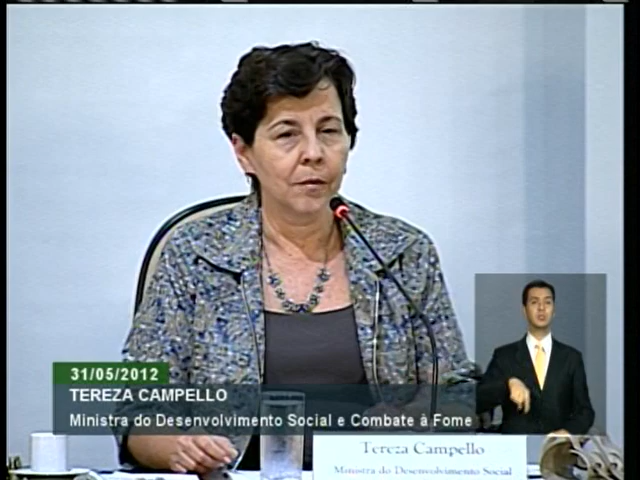 31/05/2012
TEREZA CAMPELLO
Ministra do Desenvolvimento Social e Combate à Fome
Tereza Campello
Ministra do Desenvolvimento Social